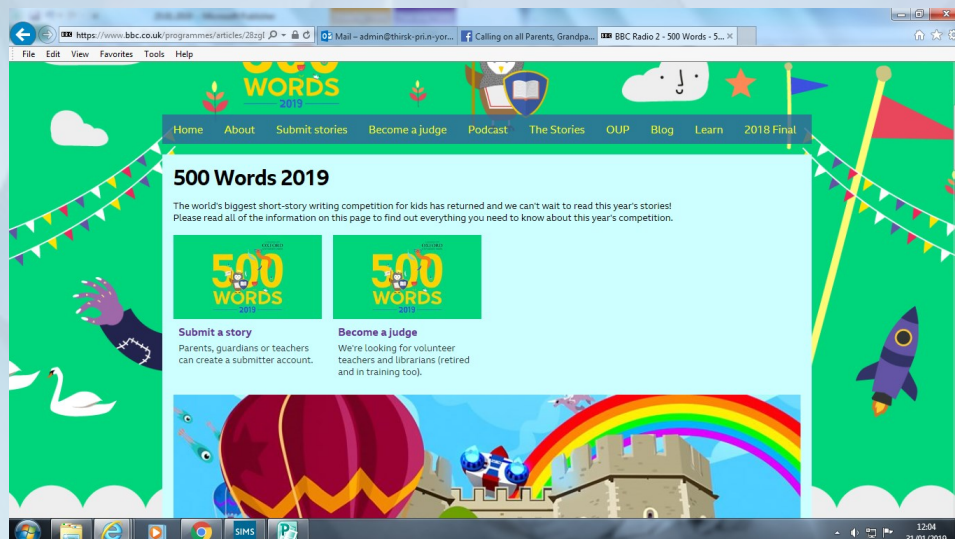 https://www.bbc.co.uk/programmes/articles/28zgl
Mail – admin@thirsk-pri.n-yor...
Calling on all Parents, Grandpa...
BBC Radio 2 - 500 Words - 5...
File Edit View Favorites Tools Help
500
WORDS
2019
Home About Submit stories Become a judge Podcast The Stories OUP Blog Learn 2018 Final
500 Words 2019
The world's biggest short-story writing competition for kids has returned and we can't wait to read this year's stories!
Please read all of the information on this page to find out everything you need to know about this year's competition.
OXFORD
500
WORDS
2019
OXFORD
500
WORDS
2019
Submit a story
Parents, guardians or teachers
can create a submitter account.
Become a judge
We're looking for volunteer
teachers and librarians (retired
and in training too).
SIMS
12:04
31/01/2019